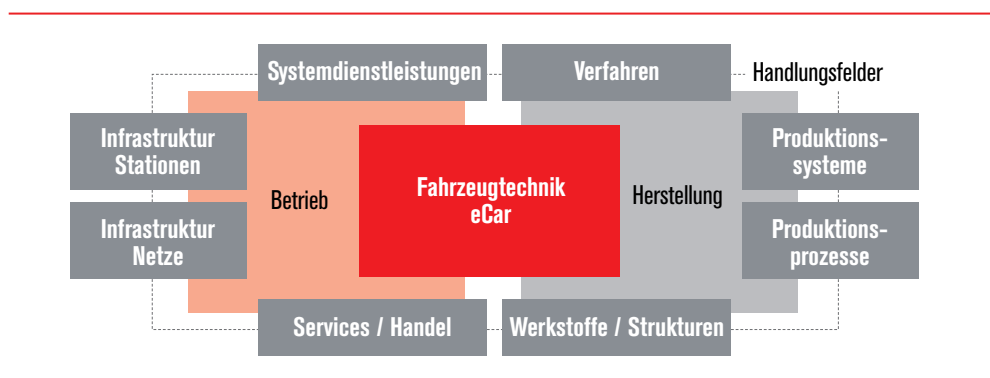 Systemdienstleistungen
Verfahren
Handlungsfelder
Infrastruktur
Stationen
Produktions-
systeme
Betrieb
Fahrzeugtechnik
eCar
Herstellung
Infrastruktur
Netze
Produktions-
prozesse
Services / Handel
Werkstoffe / Strukturen